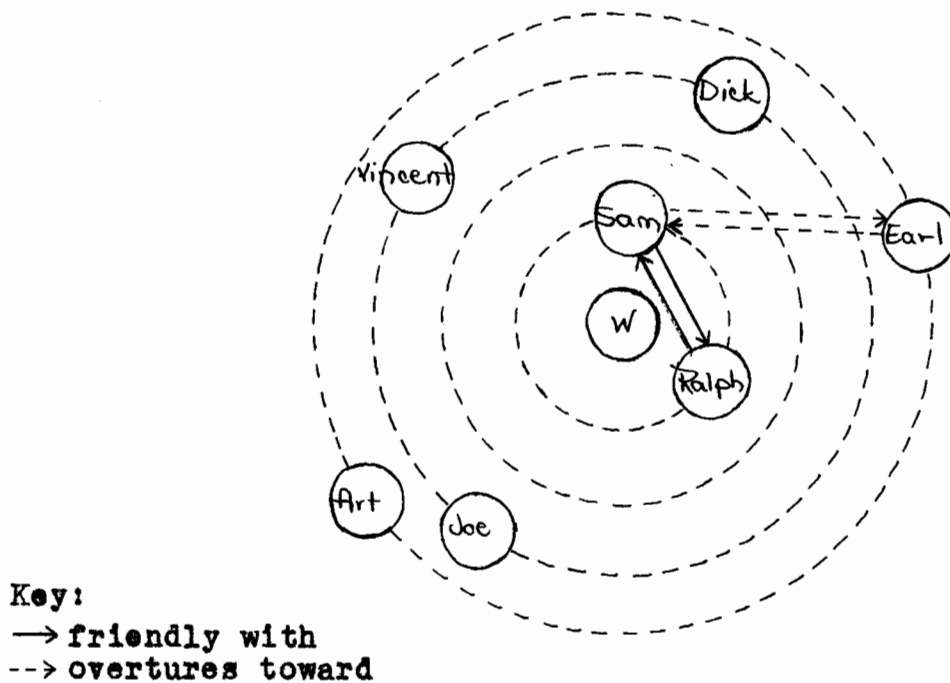 Dick
Vincent
Sam
Earl
W
Ralph
Art
Joe
Key:
friendly with
overtures toward